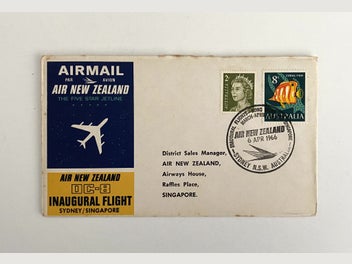 AIRMAIL
PAR AVION
AIR NEW ZEALAND
THE FIVE STAR JETLINE
AIR NEW ZEALAND
DC-8
INAUGURAL FLIGHT
SYDNEY/SINGAPORE
2
8c
AUSTRALIA
AIR NEW ZEALAND
6 APR 1966
SYDNEY N.S.W. AUSTRALIA
District Sales Manager,
AIR NEW ZEALAND,
Airways House,
Raffles Place,
SINGAPORE.